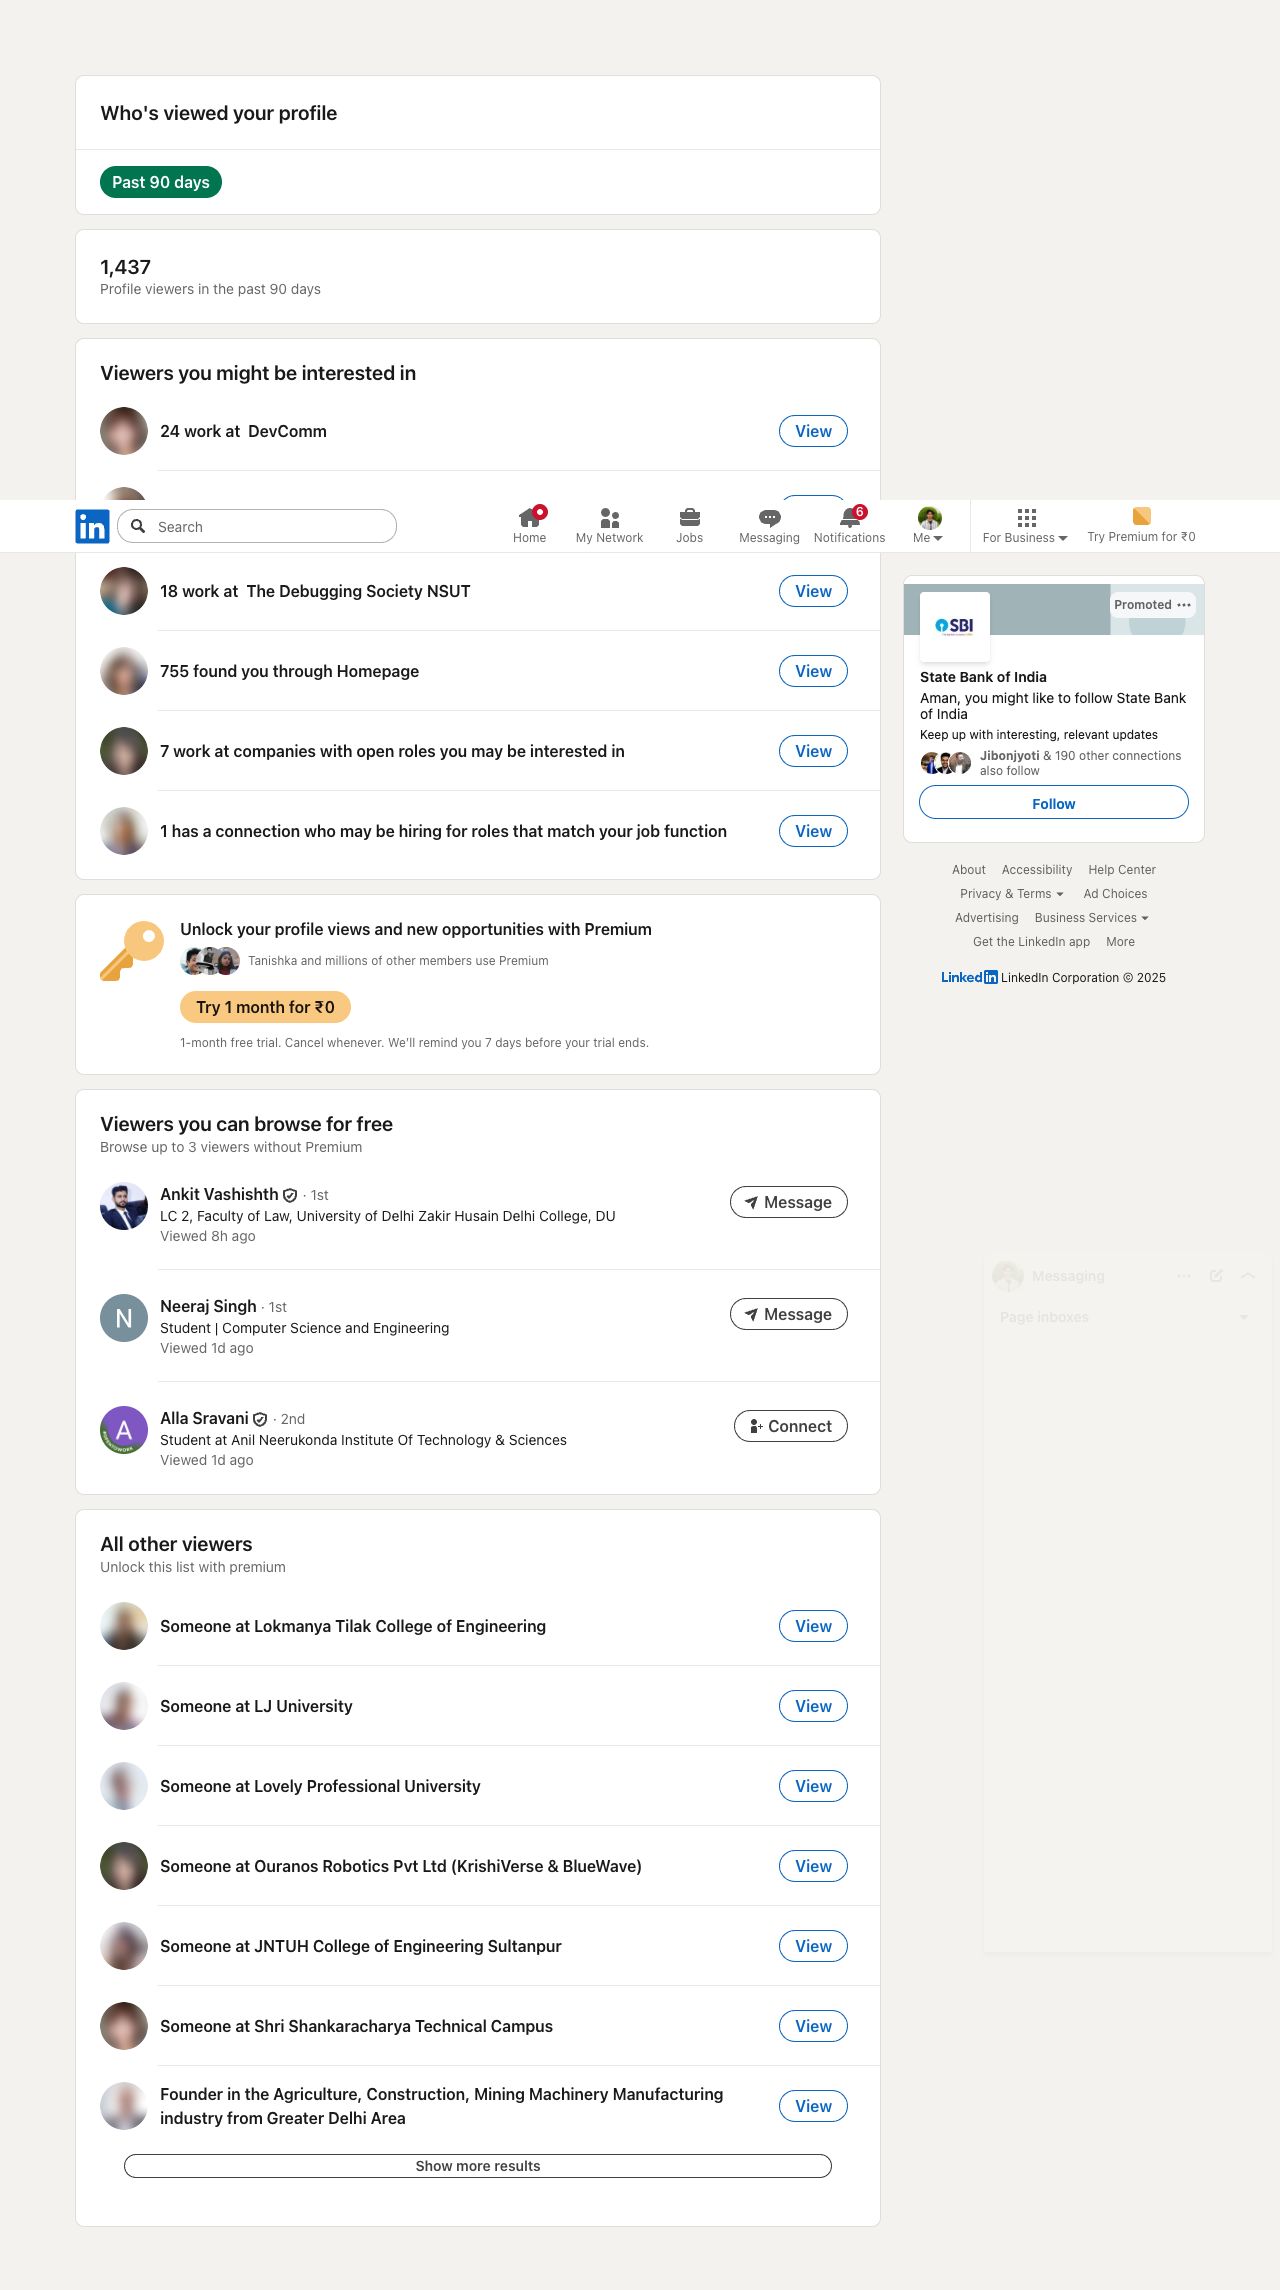 Who's viewed your profile
Past 90 days
1,437
Profile viewers in the past 90 days
Viewers you might be interested in
24 work at DevComm
View
in
Search
Home
My Network
Jobs
Messaging
6
Notifications
Me
For Business
Try Premium for ₹0
18 work at The Debugging Society NSUT
View
755 found you through Homepage
View
7 work at companies with open roles you may be interested in
View
1 has a connection who may be hiring for roles that match your job function
View
Promoted
SBI
State Bank of India
Aman, you might like to follow State Bank
of India
Keep up with interesting, relevant updates
Jibonjyoti & 190 other connections
also follow
Follow
About Accessibility Help Center
Privacy & Terms Ad Choices
Advertising Business Services
Get the LinkedIn app More
LinkedIn LinkedIn Corporation © 2025
Unlock your profile views and new opportunities with Premium
Tanishka and millions of other members use Premium
Try 1 month for ₹0
1-month free trial. Cancel whenever. We'll remind you 7 days before your trial ends.
Viewers you can browse for free
Browse up to 3 viewers without Premium
Ankit Vashishth · 1st
LC 2, Faculty of Law, University of Delhi Zakir Husain Delhi College, DU
Viewed 8h ago
Message
N
Neeraj Singh · 1st
Student | Computer Science and Engineering
Viewed 1d ago
Message
A
Alla Sravani · 2nd
Student at Anil Neerukonda Institute Of Technology & Sciences
Viewed 1d ago
Connect
Messaging
Page inboxes
All other viewers
Unlock this list with premium
Someone at Lokmanya Tilak College of Engineering
View
Someone at LJ University
View
Someone at Lovely Professional University
View
Someone at Ouranos Robotics Pvt Ltd (KrishiVerse & BlueWave)
View
Someone at JNTUH College of Engineering Sultanpur
View
Someone at Shri Shankaracharya Technical Campus
View
Founder in the Agriculture, Construction, Mining Machinery Manufacturing
industry from Greater Delhi Area
View
Show more results